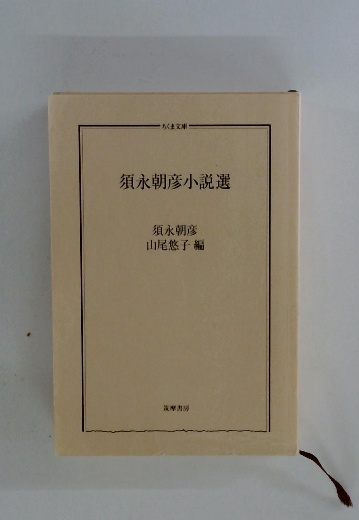 ちくま文庫
須永朝彦小説選
須永朝彦
山尾悠子 編
筑摩書房